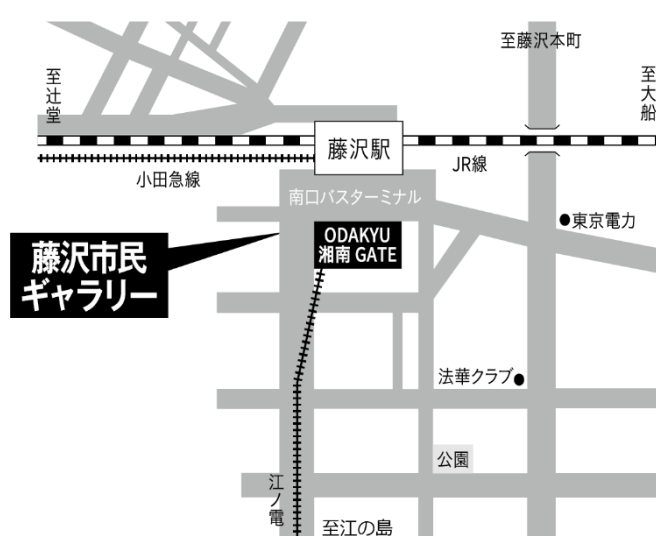 至藤沢本町
至辻堂
至大船
藤沢駅
小田急線
JR線
南口バスターミナル
東京電力
ODAKYU
湘南 GATE
藤沢市民
ギャラリー
法華クラブ
公園
江ノ電
至江の島